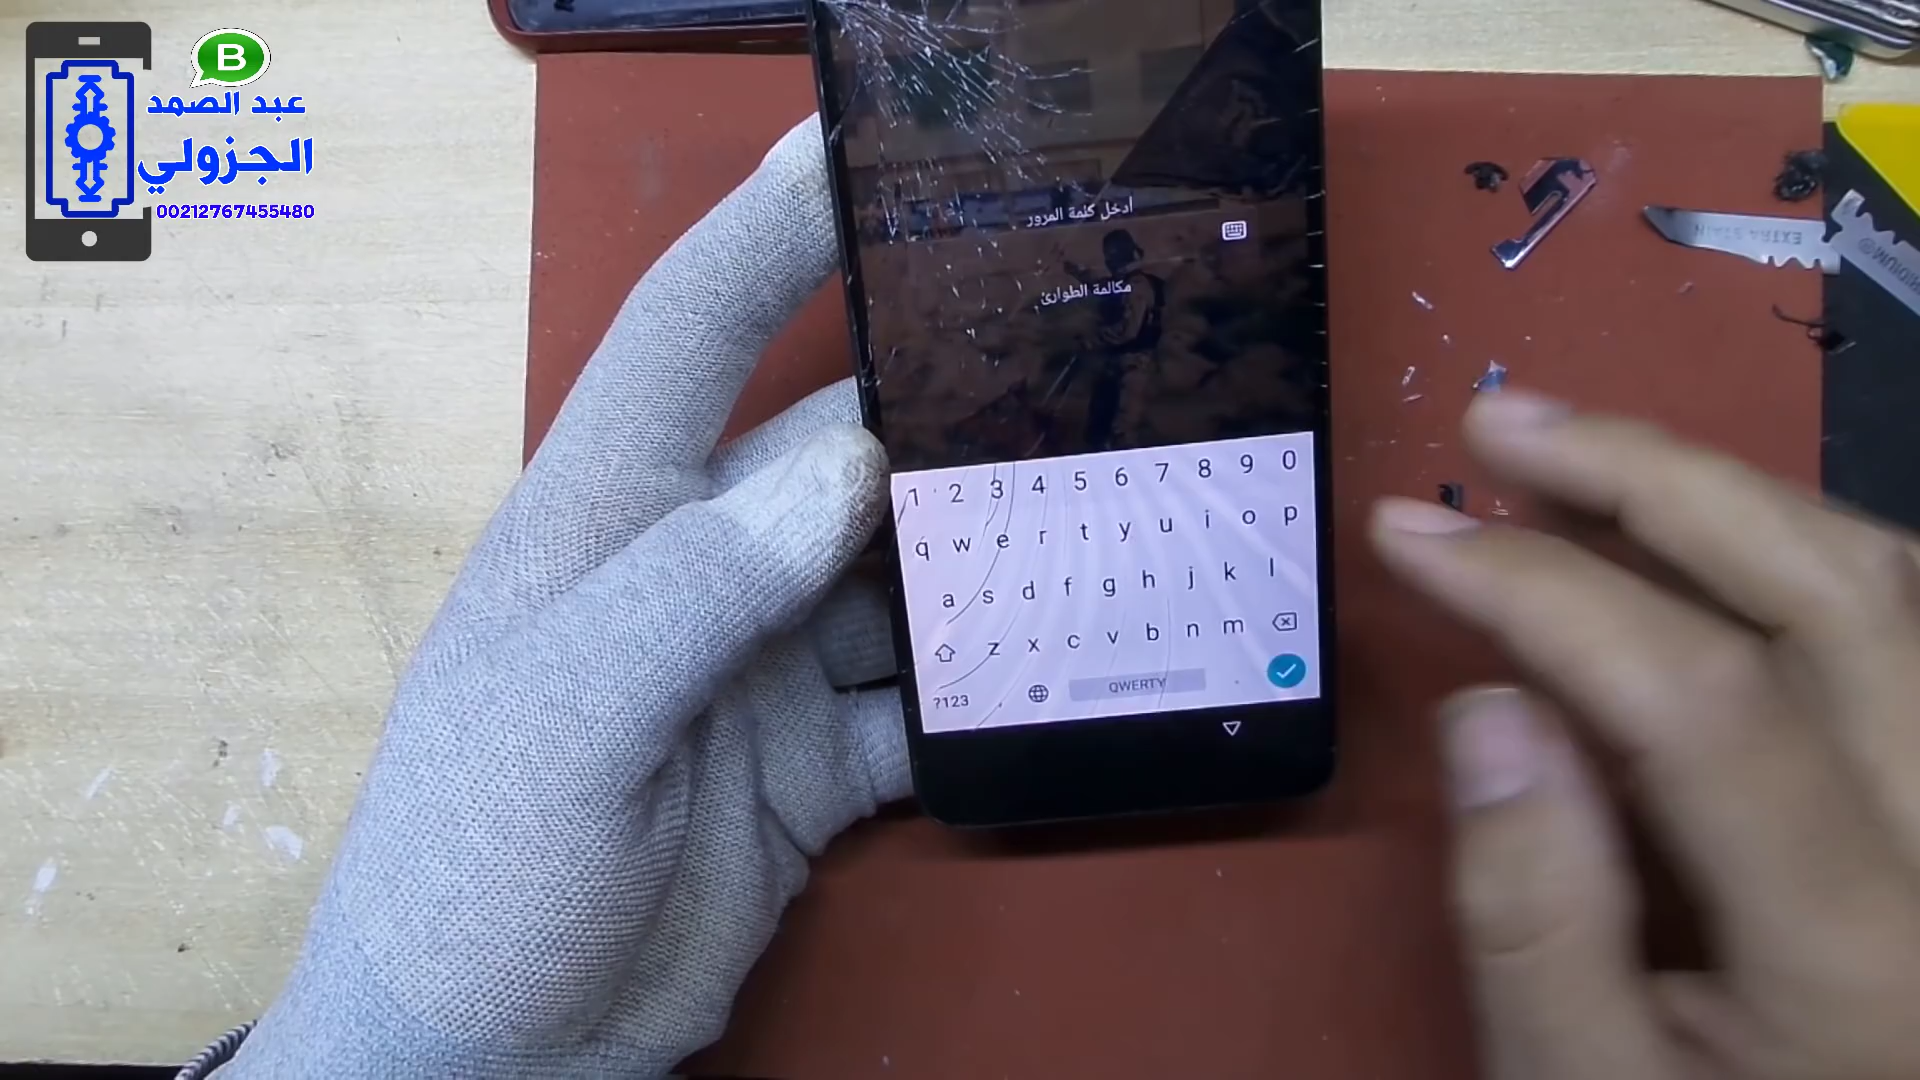 B
عبد الصمد
الجزولي
00212767455480
أدخل كلمة المرور
مكالمة الطوارئ
1 2 3 4 5 6 7 8 9 0
q w e r t y u i o p
a s d f g h j k l
z x c v b n m
?123 , QWERTY .
EXTRA STAIN